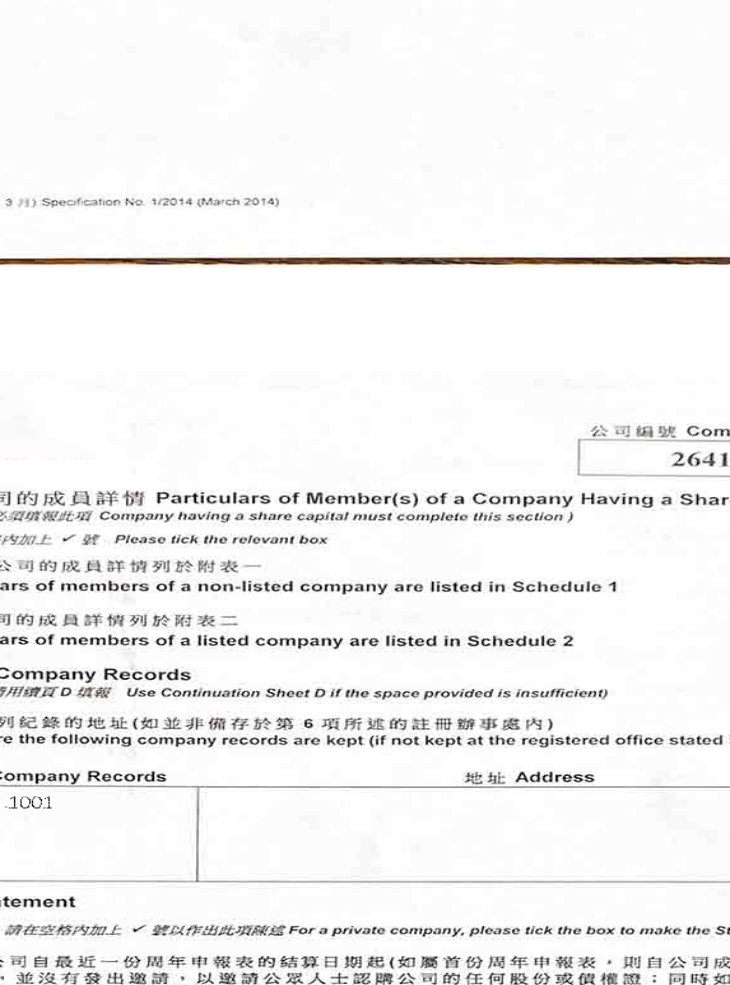 3 月) Specification No. 1/2014 (March 2014)
公司編號 Com
2641
司的成員詳情 Particulars of Member(s) of a Company Having a Shar
必須填報此項 Company having a share capital must complete this section )
內加上 ✓ 號 Please tick the relevant box
公司的成員詳情列於附表一
ars of members of a non-listed company are listed in Schedule 1
司的成員詳情列於附表二
ars of members of a listed company are listed in Schedule 2
Company Records
用續頁 D 填報 Use Continuation Sheet D if the space provided is insufficient)
列紀錄的地址(如並非備存於第 6 項所述的註冊辦事處內)
re the following company records are kept (if not kept at the registered office stated
Company Records
地址 Address
.1001
tement
請在空格內加上 ✓ 號以作出此項陳述 For a private company, please tick the box to make the St
公司自最近一份周年申報表的結算日期起(如屬首份周年申報表,則自公司成
,並沒有發出邀請,以邀請公眾人士認購公司的任何股份或債權證;同時如